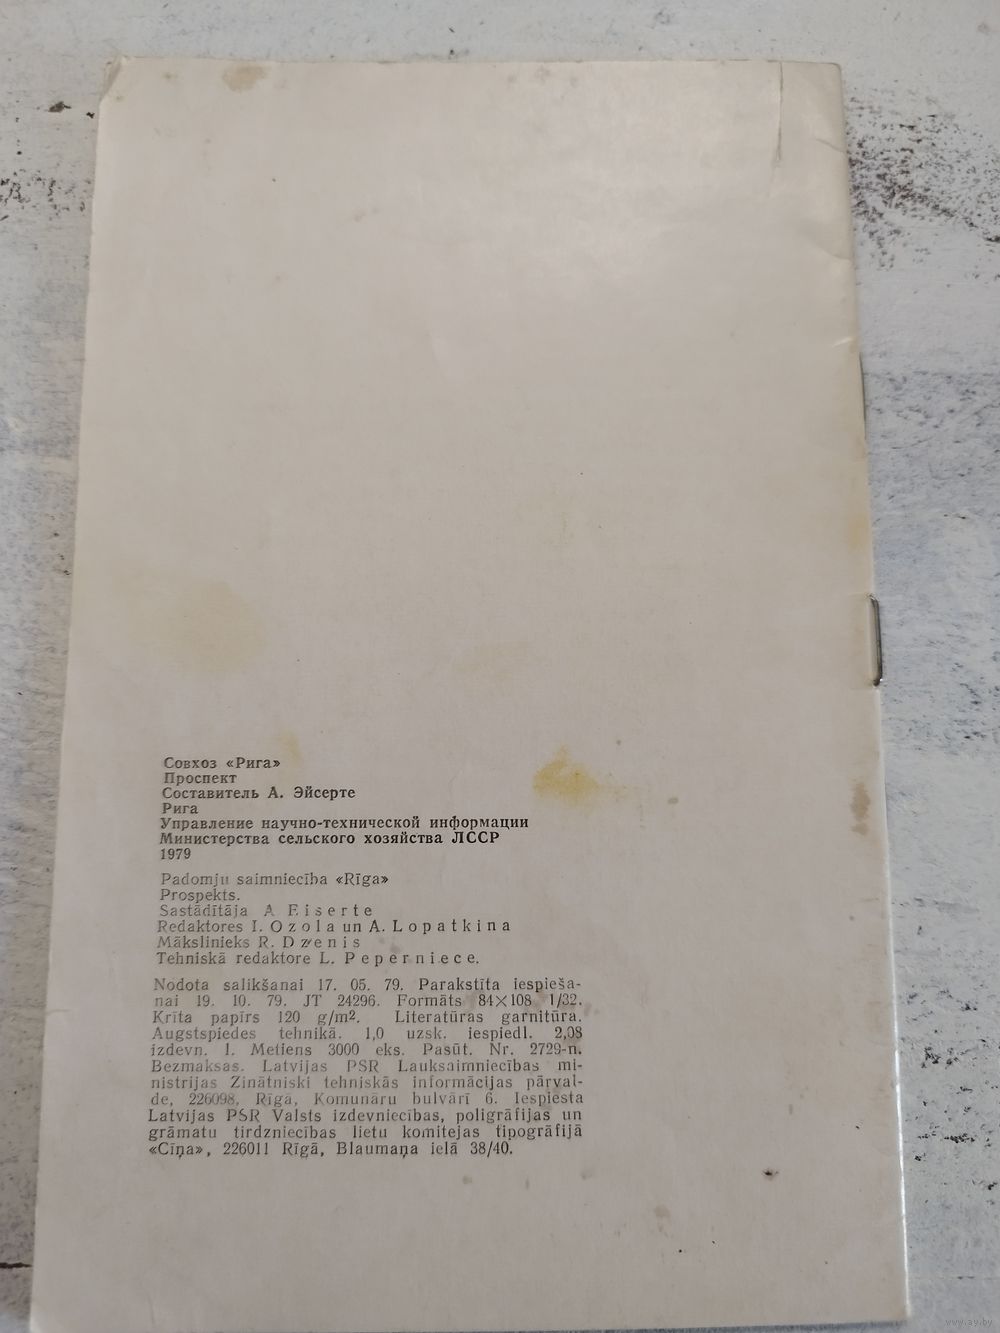 Совхоз «Рига»
Проспект
Составитель А. Эйсерте
Рига
Управление научно-технической информации
Министерства сельского хозяйства ЛССР
1979
Padomju saimniecība «Rīga»
Prospekts.
Sastādītāja A Eiserte
Redaktores I. Ozola un A. Lopatkina
Mākslinieks R. Dzenis
Tehniskā redaktore L. Peperniece.
Nodota salikšanai 17. 05. 79. Parakstīta iespieša-
nai 19. 10. 79. JT 24296. Formāts 84×108 1/32.
Krīta papīrs 120 g/m². Literatūras garnitūra.
Augstspiedes tehnikā. 1,0 uzsk. iespiedl. 2,08
izdevn. l. Metiens 3000 eks. Pasūt. Nr. 2729-n.
Bezmaksas. Latvijas PSR Lauksaimniecības mi-
nistrijas Zinātniski tehniskās informācijas pārval-
de, 226098, Rīgā, Komunāru bulvārī 6. Iespiesta
Latvijas PSR Valsts izdevniecības, poligrāfijas un
grāmatu tirdzniecības lietu komitejas tipogrāfijā
«Cīņa», 226011 Rīgā, Blaumaņa ielā 38/40.
www.ay.by